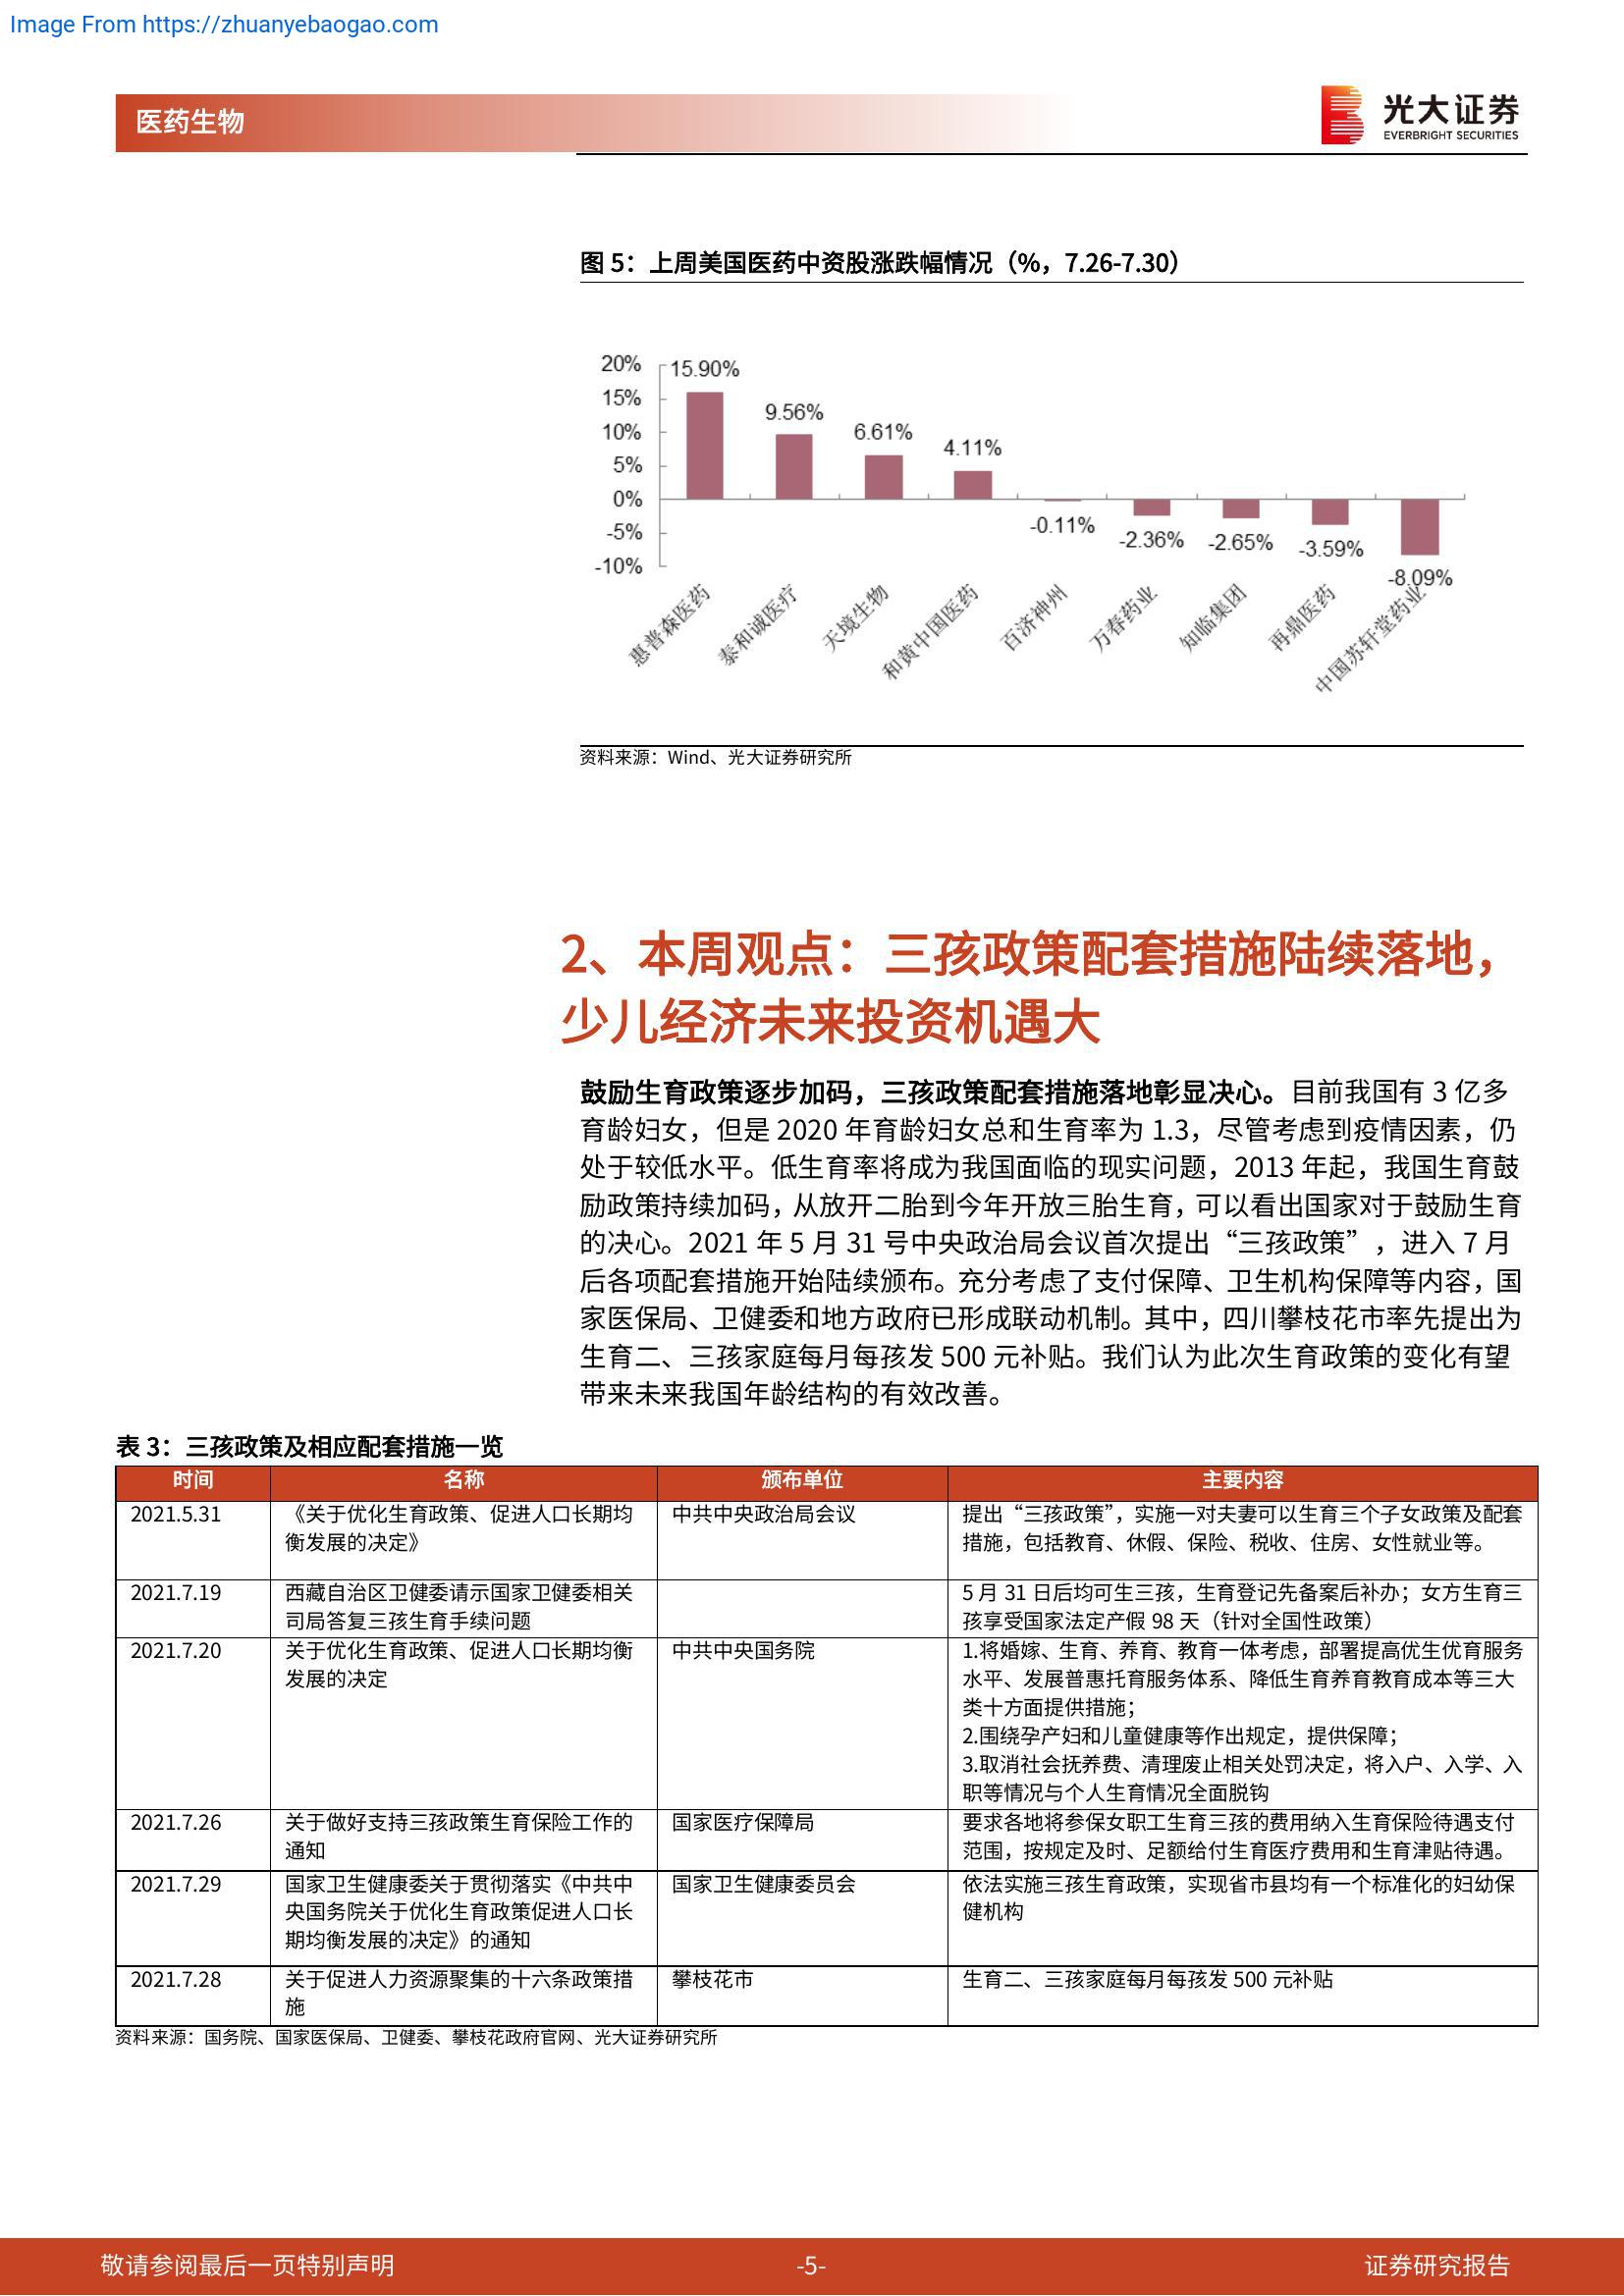 Image From https://zhuanyebaogao.com
医药生物
光大证券
EVERBRIGHT SECURITIES
图 5：上周美国医药中资股涨跌幅情况（%，7.26-7.30）
20%
15%
10%
5%
0%
-5%
-10%
15.90%
9.56%
6.61%
4.11%
-0.11%
-2.36%
-2.65%
-3.59%
-8.09%
惠普森医药
泰和诚医疗
天境生物
和黄中国医药
百济神州
万春药业
知临集团
再鼎医药
中国苏轩堂药业
资料来源：Wind、光大证券研究所
2、本周观点：三孩政策配套措施陆续落地，
少儿经济未来投资机遇大
鼓励生育政策逐步加码，三孩政策配套措施落地彰显决心。目前我国有 3 亿多
育龄妇女，但是 2020 年育龄妇女总和生育率为 1.3，尽管考虑到疫情因素，仍
处于较低水平。低生育率将成为我国面临的现实问题，2013 年起，我国生育鼓
励政策持续加码，从放开二胎到今年开放三胎生育，可以看出国家对于鼓励生育
的决心。2021 年 5 月 31 号中央政治局会议首次提出“三孩政策”，进入 7 月
后各项配套措施开始陆续颁布。充分考虑了支付保障、卫生机构保障等内容，国
家医保局、卫健委和地方政府已形成联动机制。其中，四川攀枝花市率先提出为
生育二、三孩家庭每月每孩发 500 元补贴。我们认为此次生育政策的变化有望
带来未来我国年龄结构的有效改善。
表 3：三孩政策及相应配套措施一览
时间 名称 颁布单位 主要内容
2021.5.31 《关于优化生育政策、促进人口长期均 中共中央政治局会议 提出“三孩政策”，实施一对夫妻可以生育三个子女政策及配套
衡发展的决定》 措施，包括教育、休假、保险、税收、住房、女性就业等。
2021.7.19 西藏自治区卫健委请示国家卫健委相关 5 月 31 日后均可生三孩，生育登记先备案后补办；女方生育三
司局答复三孩生育手续问题 孩享受国家法定产假 98 天（针对全国性政策）
2021.7.20 关于优化生育政策、促进人口长期均衡 中共中央国务院 1.将婚嫁、生育、养育、教育一体考虑，部署提高优生优育服务
发展的决定 水平、发展普惠托育服务体系、降低生育养育教育成本等三大
类十方面提供措施；
2.围绕孕产妇和儿童健康等作出规定，提供保障；
3.取消社会抚养费、清理废止相关处罚决定，将入户、入学、入
职等情况与个人生育情况全面脱钩
2021.7.26 关于做好支持三孩政策生育保险工作的 国家医疗保障局 要求各地将参保女职工生育三孩的费用纳入生育保险待遇支付
通知 范围，按规定及时、足额给付生育医疗费用和生育津贴待遇。
2021.7.29 国家卫生健康委关于贯彻落实《中共中 国家卫生健康委员会 依法实施三孩生育政策，实现省市县均有一个标准化的妇幼保
央国务院关于优化生育政策促进人口长 健机构
期均衡发展的决定》的通知
2021.7.28 关于促进人力资源聚集的十六条政策措 攀枝花市 生育二、三孩家庭每月每孩发 500 元补贴
施
资料来源：国务院、国家医保局、卫健委、攀枝花政府官网、光大证券研究所
敬请参阅最后一页特别声明 -5- 证券研究报告